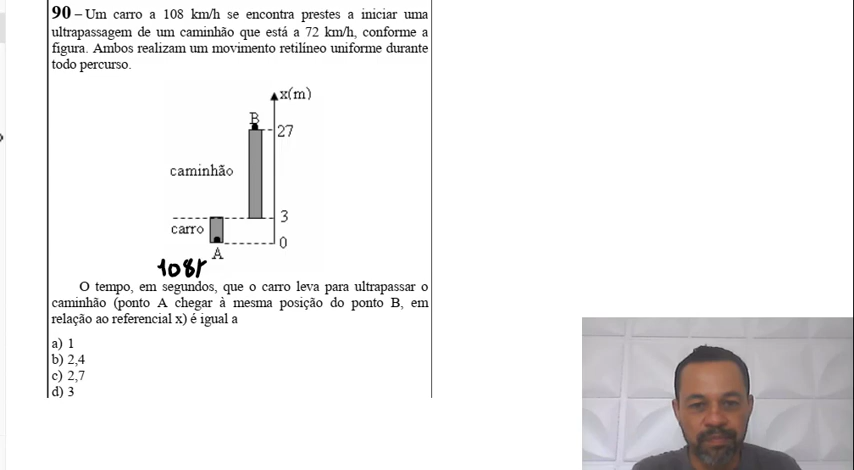 90 – Um carro a 108 km/h se encontra prestes a iniciar uma
ultrapassagem de um caminhão que está a 72 km/h, conforme a
figura. Ambos realizam um movimento retilíneo uniforme durante
todo percurso.
x(m)
B
27
caminhão
3
carro
0
A
108
O tempo, em segundos, que o carro leva para ultrapassar o
caminhão (ponto A chegar à mesma posição do ponto B, em
relação ao referencial x) é igual a
a) 1
b) 2,4
c) 2,7
d) 3